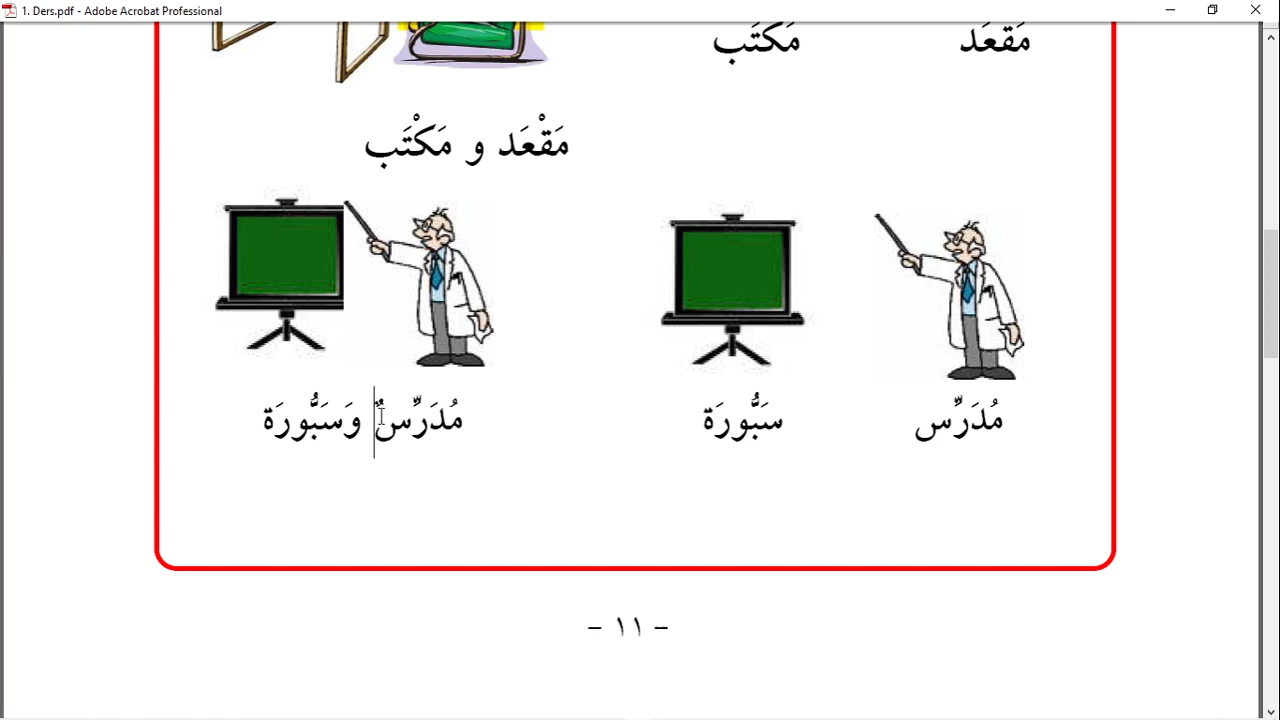 1. Ders.pdf - Adobe Acrobat Professional
مَقْعَد مَكْتَب
مَقْعَد و مَكْتَب
مُدَرِّس سَبُّورَة
مُدَرِّسٌ وَسَبُّورَة
- ١١ -